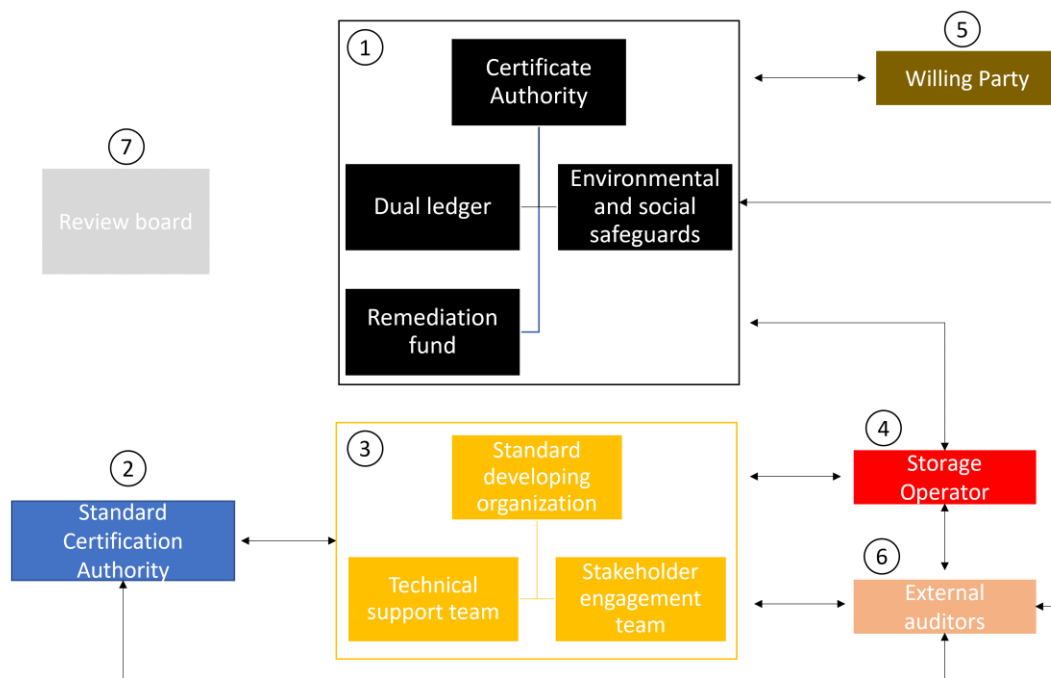 1
Certificate
Authority
Dual ledger
Environmental
and social
safeguards
Remediation
fund
5
Willing Party
7
Review board
2
Standard
Certification
Authority
3
Standard
developing
organization
Technical
support team
Stakeholder
engagement
team
4
Storage
Operator
6
External
auditors